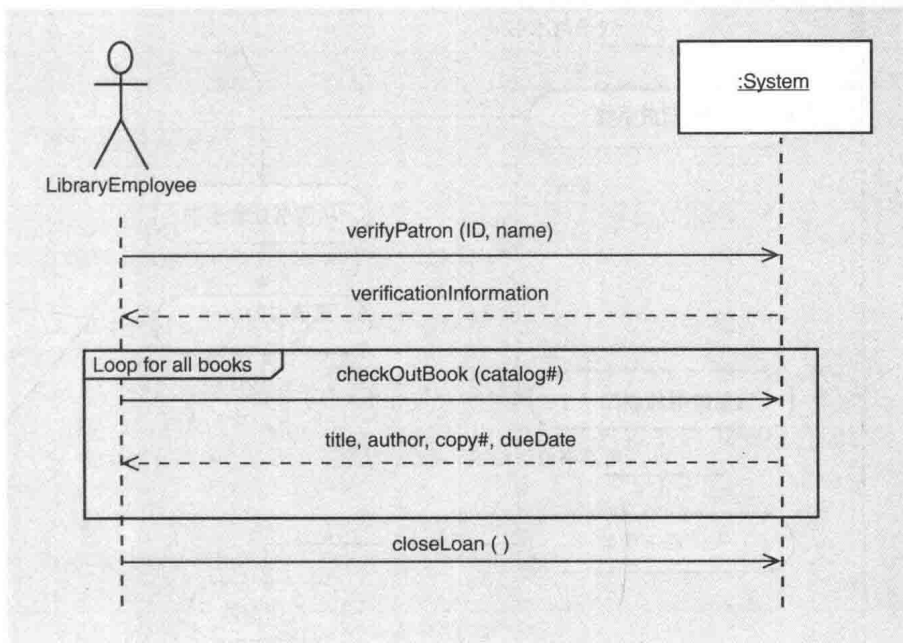 :System
LibraryEmployee
verifyPatron (ID, name)
verificationInformation
Loop for all books
checkOutBook (catalog#)
title, author, copy#, dueDate
closeLoan ( )